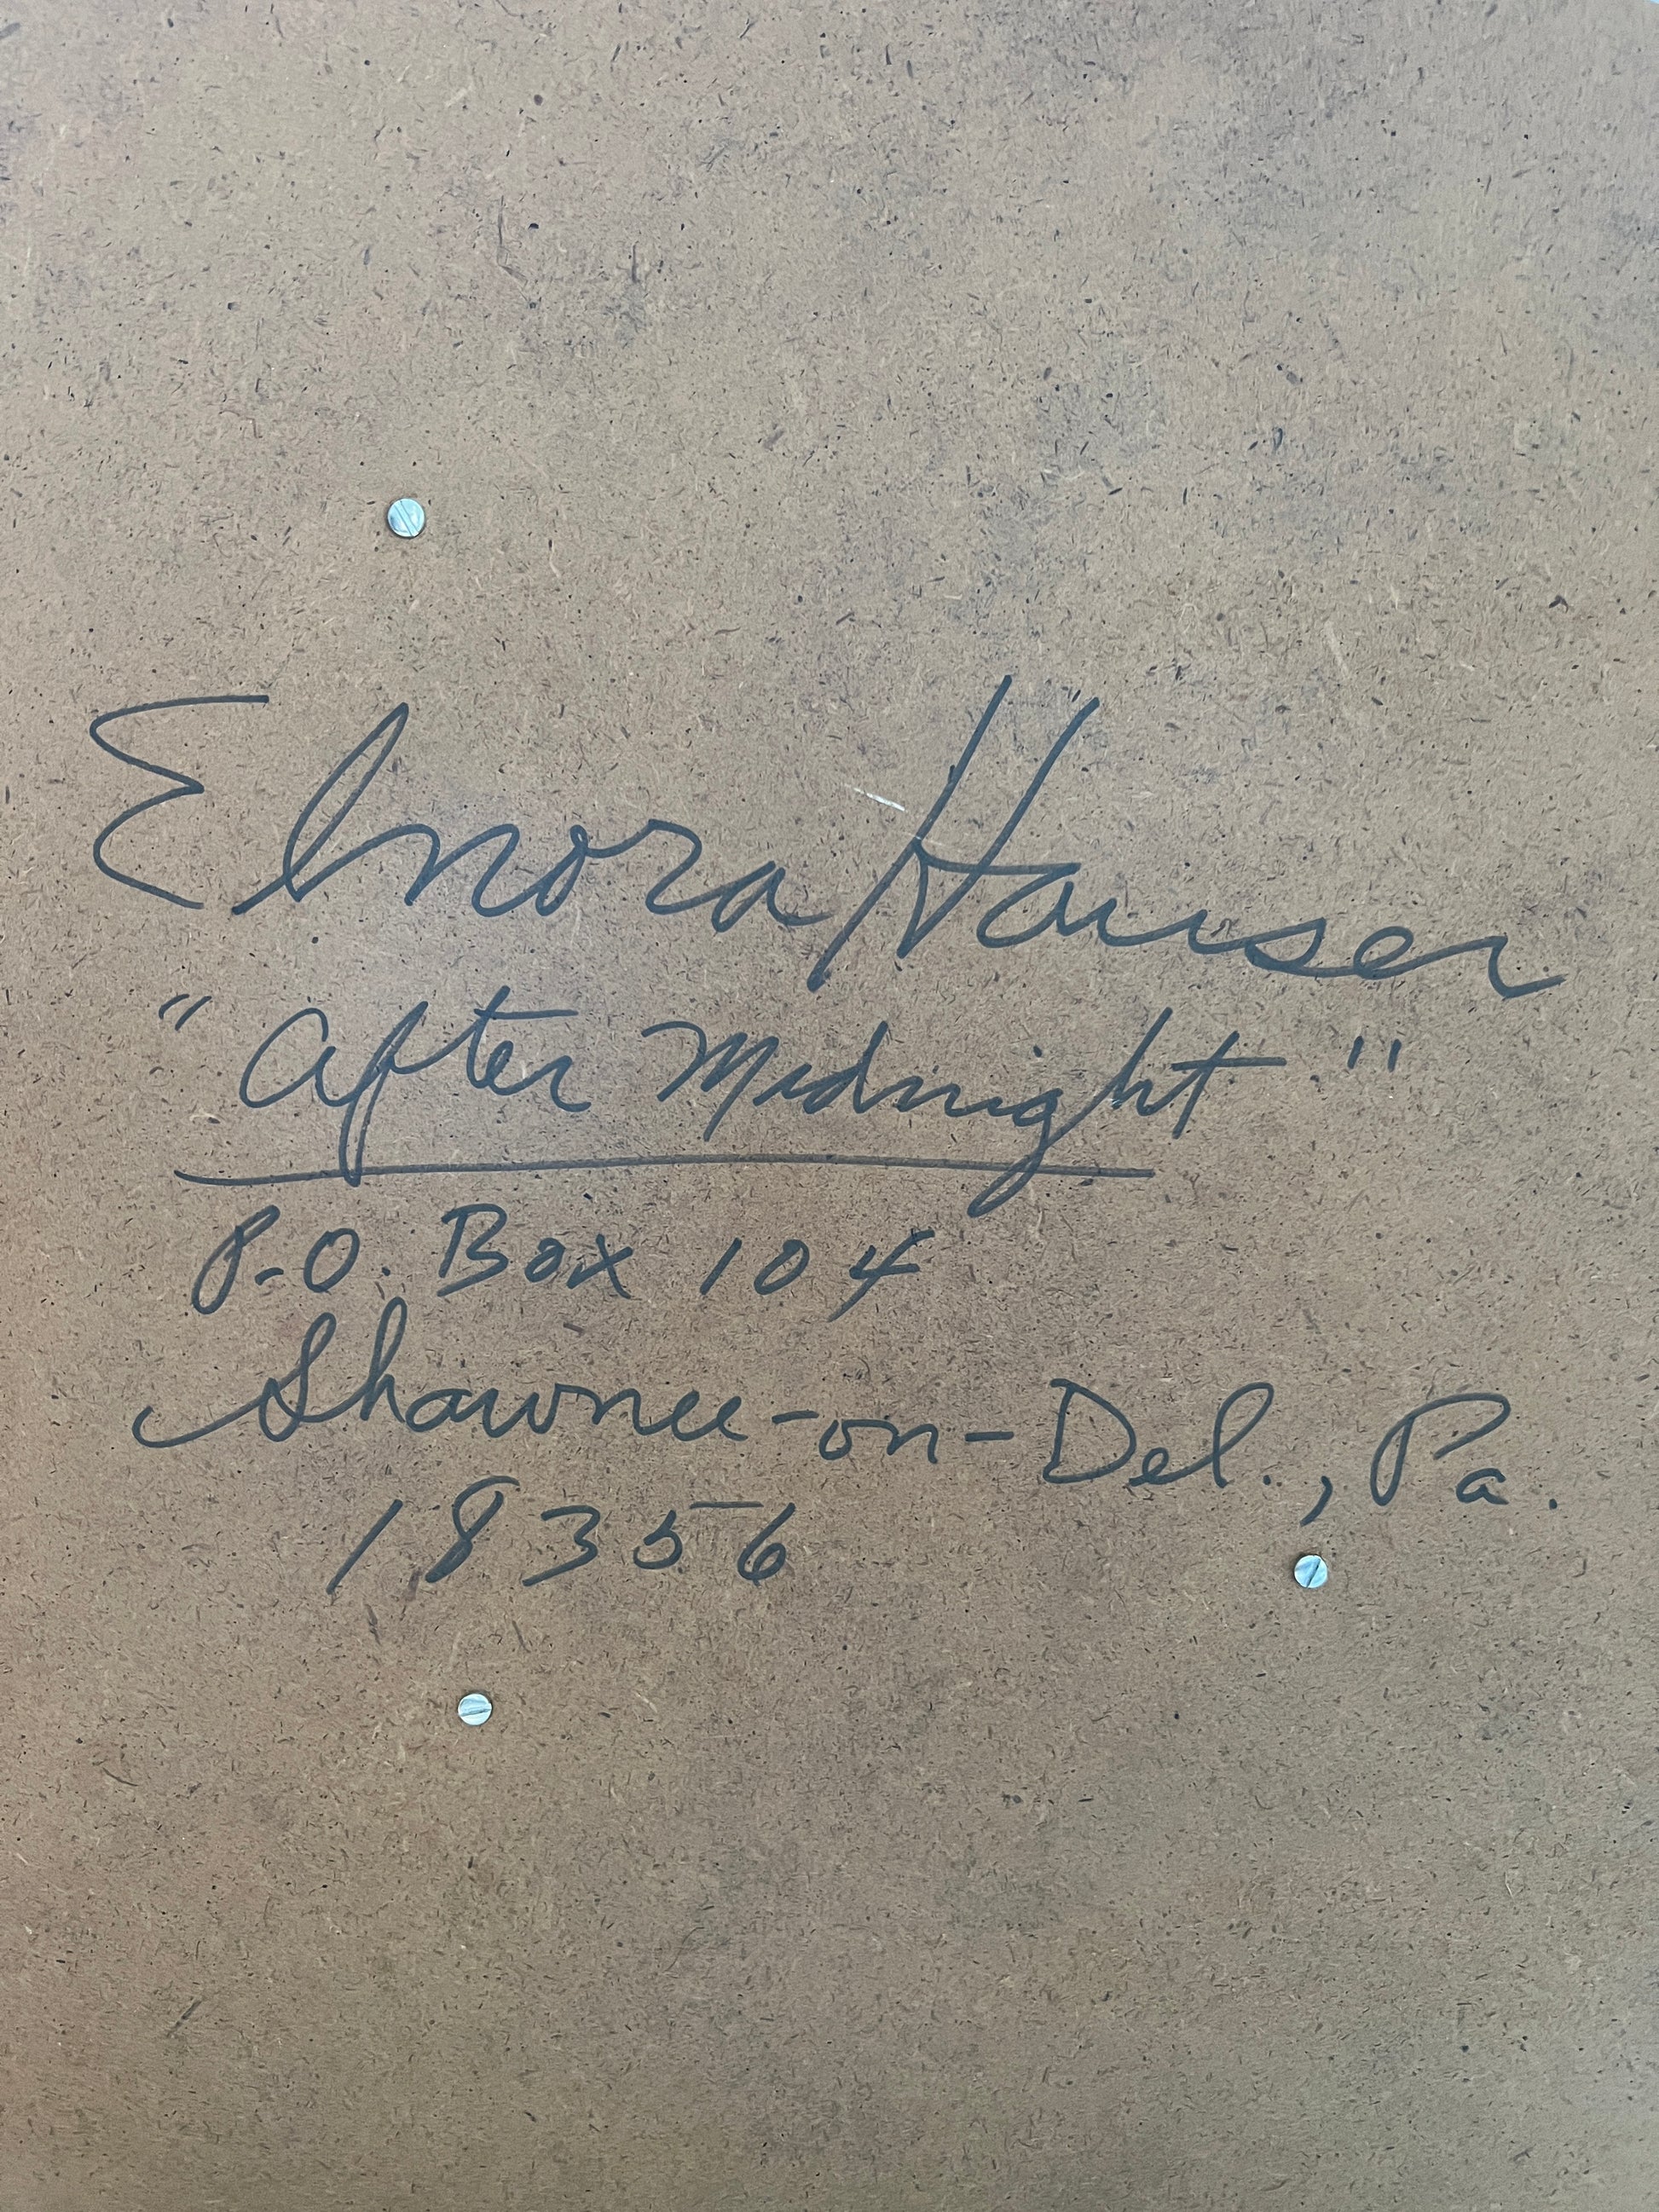 Elnora Hauser
"After Midnight"
P.O. Box 104
Shawnee-on-Del., Pa.
18356